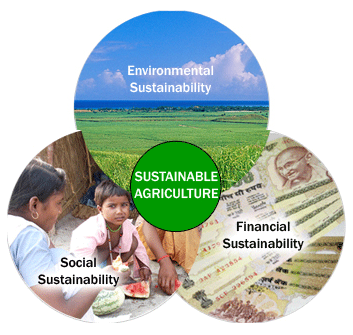 Environmental
Sustainability
SUSTAINABLE
AGRICULTURE
Social
Sustainability
Financial
Sustainability